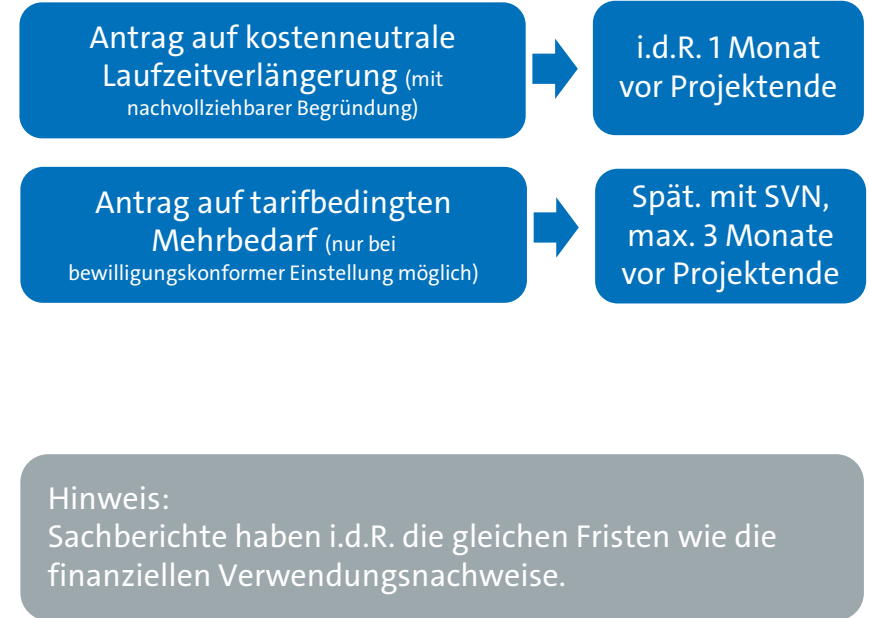 Antrag auf kostenneutrale
Laufzeitverlängerung (mit
nachvollziehbarer Begründung)
i.d.R. 1 Monat
vor Projektende
Antrag auf tarifbedingten
Mehrbedarf (nur bei
bewilligungskonformer Einstellung möglich)
Spät. mit SVN,
max. 3 Monate
vor Projektende
Hinweis:
Sachberichte haben i.d.R. die gleichen Fristen wie die
finanziellen Verwendungsnachweise.